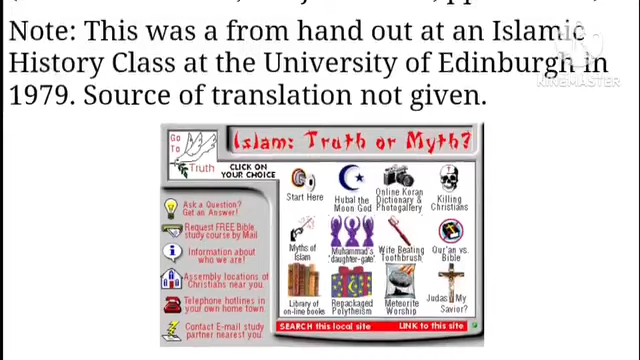 Note: This was a from hand out at an Islamic
History Class at the University of Edinburgh in
1979. Source of translation not given.
KINEMASTER
Go
To
Truth
Islam: Truth or Myth?
CLICK ON
YOUR CHOICE
Start Here
Hubal the
Moon God
Online Koran
Dictionary &
Photogallery
Killing
Christians
Myths of
Islam
Muhammad's
'daughter-gate'
Wife Beating
Toothbrush
Qur'an vs.
Bible
Library of
on-line books
Repackaged
Polytheism
Meteorite
Worship
Judas My
Savior?
Ask a Question?
Get an Answer!
Request FREE Bible
study course by Mail
Information about
who we are!
Assembly locations of
Christians near you.
Telephone hotlines in
your own home town.
Contact E-mail study
partner nearest you.
SEARCH this local site
LINK to this site